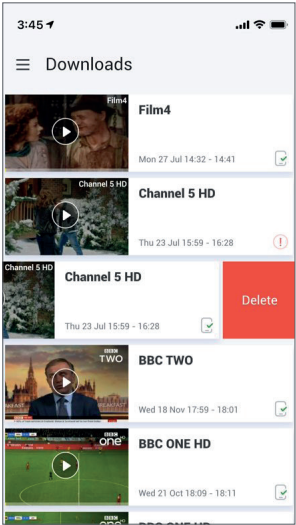 3:45
Downloads
Film4
Film4
Mon 27 Jul 14:32 - 14:41
Channel 5 HD
Channel 5 HD
Thu 23 Jul 15:59 - 16:28
Channel 5 HD
Channel 5 HD
Thu 23 Jul 15:59 - 16:28
Delete
BBC
TWO
BBC TWO
Wed 18 Nov 17:59 - 18:01
BBC
one
BBC ONE HD
Wed 21 Oct 18:09 - 18:11